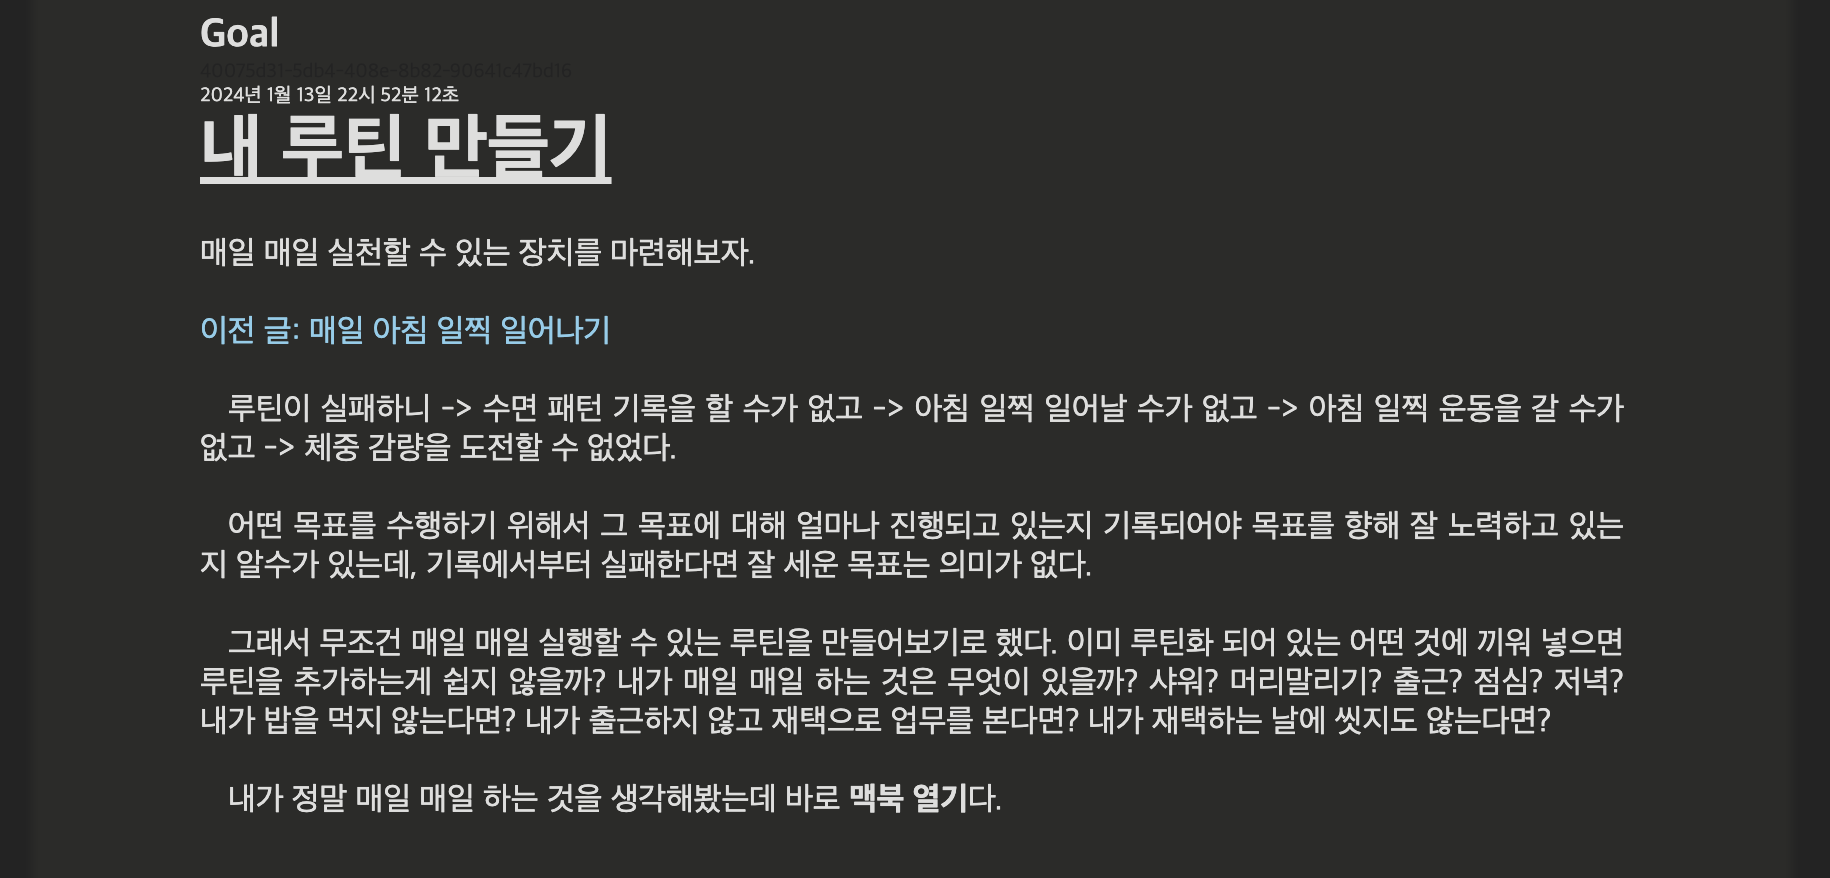 Goal
40075d31-5db4-408e-8b82-90641c47bd16
2024년 1월 13일 22시 52분 12초
내 루틴 만들기
매일 매일 실천할 수 있는 장치를 마련해보자.
이전 글: 매일 아침 일찍 일어나기
루틴이 실패하니 -> 수면 패턴 기록을 할 수가 없고 -> 아침 일찍 일어날 수가 없고 -> 아침 일찍 운동을 갈 수가
없고 -> 체중 감량을 도전할 수 없었다.
어떤 목표를 수행하기 위해서 그 목표에 대해 얼마나 진행되고 있는지 기록되어야 목표를 향해 잘 노력하고 있는
지 알수가 있는데, 기록에서부터 실패한다면 잘 세운 목표는 의미가 없다.
그래서 무조건 매일 매일 실행할 수 있는 루틴을 만들어보기로 했다. 이미 루틴화 되어 있는 어떤 것에 끼워 넣으면
루틴을 추가하는게 쉽지 않을까? 내가 매일 매일 하는 것은 무엇이 있을까? 샤워? 머리말리기? 출근? 점심? 저녁?
내가 밥을 먹지 않는다면? 내가 출근하지 않고 재택으로 업무를 본다면? 내가 재택하는 날에 씻지도 않는다면?
내가 정말 매일 매일 하는 것을 생각해봤는데 바로 맥북 열기다.